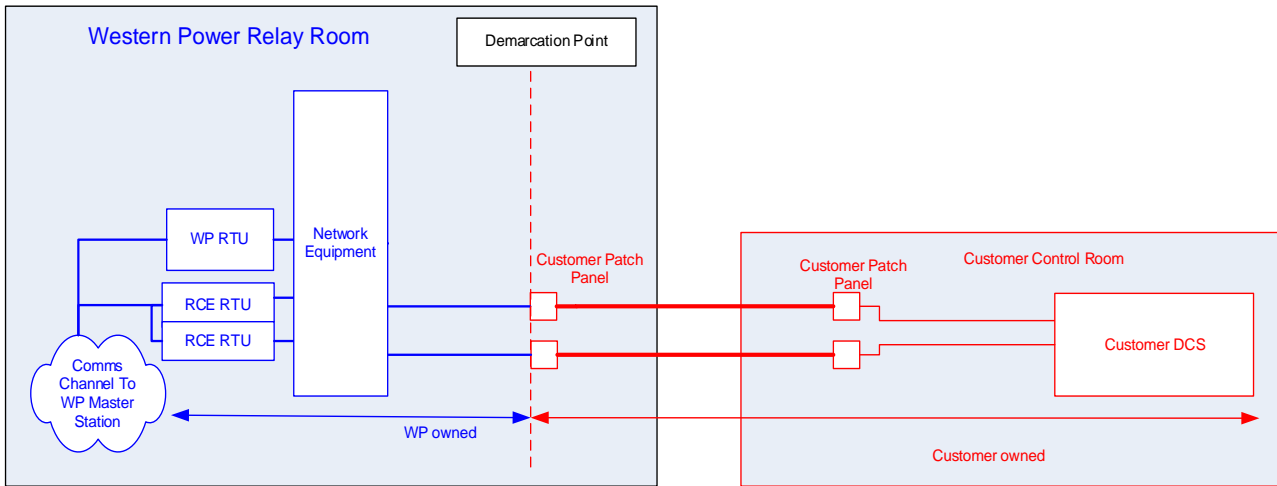 Western Power Relay Room
Demarcation Point
WP RTU
Network
Equipment
RCE RTU
RCE RTU
Comms
Channel To
WP Master
Station
WP owned
Customer Patch
Panel
Customer Patch
Panel
Customer Control Room
Customer DCS
Customer owned